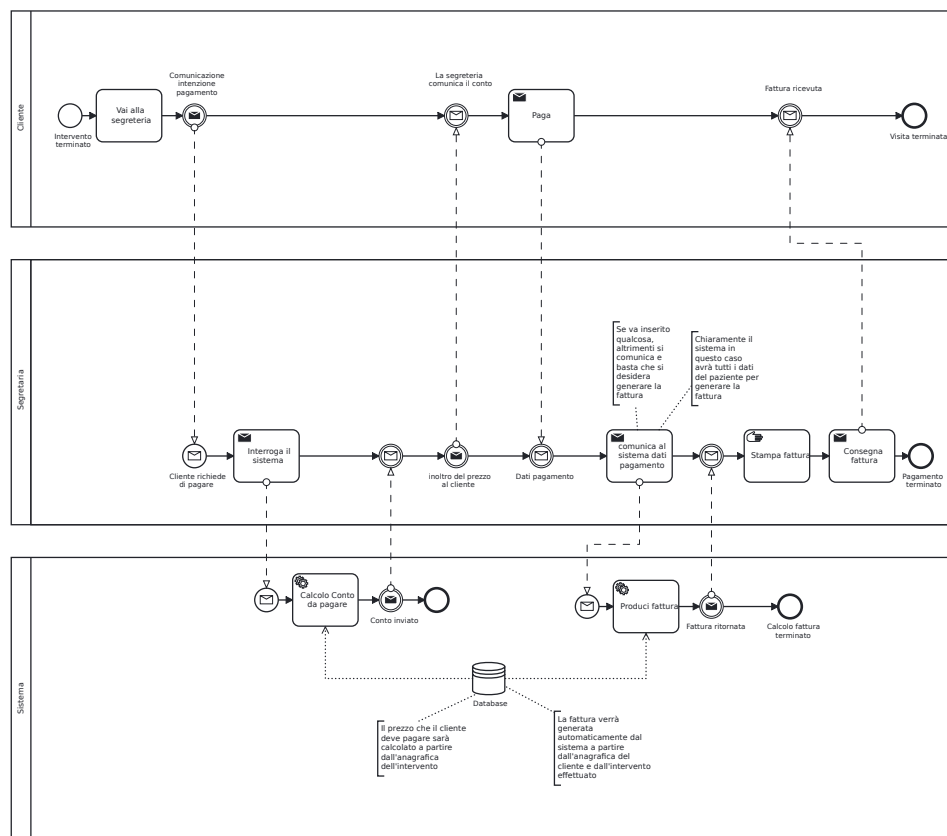 Cliente
Comunicazione
intenzione
pagamento
La segreteria
comunica il conto
Fattura ricevuta
Vai alla
segreteria
Paga
Intervento
terminato
Visita terminata
Segretaria
Se va inserito
qualcosa,
altrimenti si
comunica e
basta che si
desidera
generare la
fattura
Chiaramente il
sistema in
questo caso
avrà tutti i dati
del paziente per
generare la
fattura
Interroga il
sistema
comunica al
sistema dati
pagamento
Stampa fattura
Consegna
fattura
Cliente richiede
di pagare
inoltro del prezzo
al cliente
Dati pagamento
Pagamento
terminato
Sistema
Calcolo Conto
da pagare
Conto inviato
Produci fattura
Fattura ritornata
Calcolo fattura
terminato
Database
Il prezzo che il cliente
deve pagare sarà
calcolato a partire
dall'anagrafica
dell'intervento
La fattura verrà
generata
automaticamente dal
sistema a partire
dall'anagrafica del
cliente e dall'intervento
effettuato